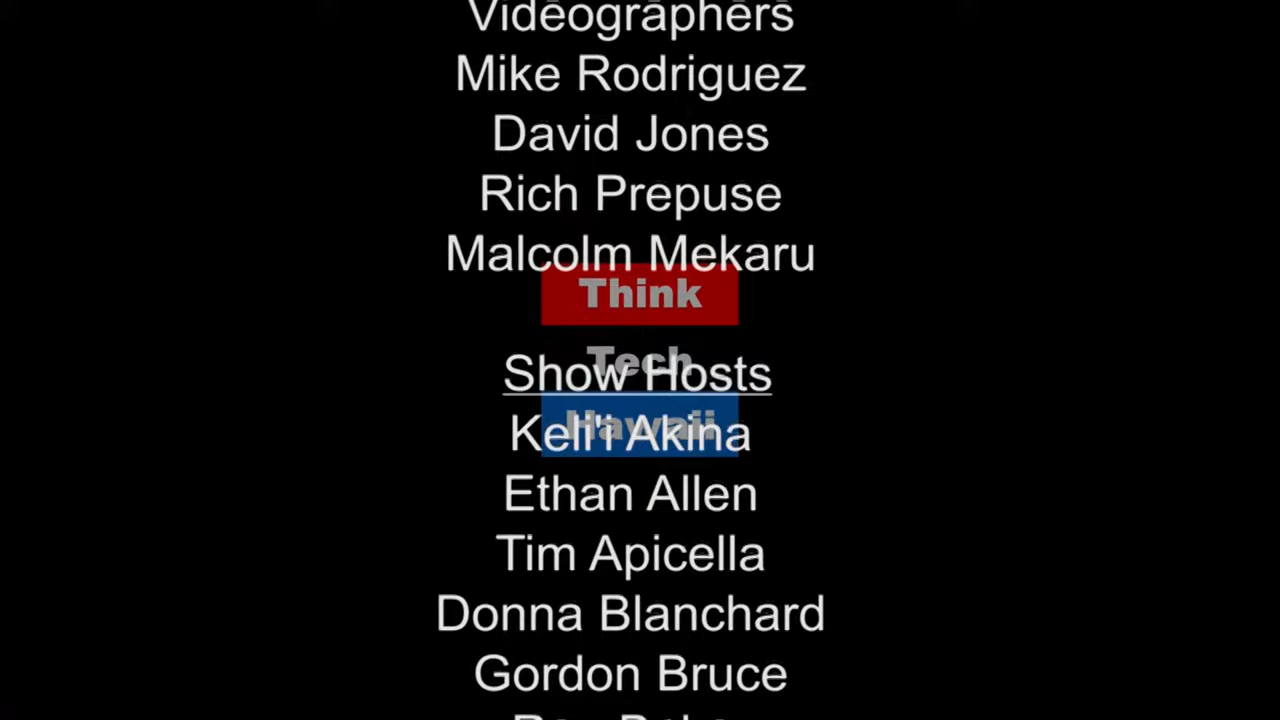 Videographers
Mike Rodriguez
David Jones
Rich Prepuse
Malcolm Mekaru
Think
Tech
Show Hosts
Hawaii
Keli'i Akina
Ethan Allen
Tim Apicella
Donna Blanchard
Gordon Bruce